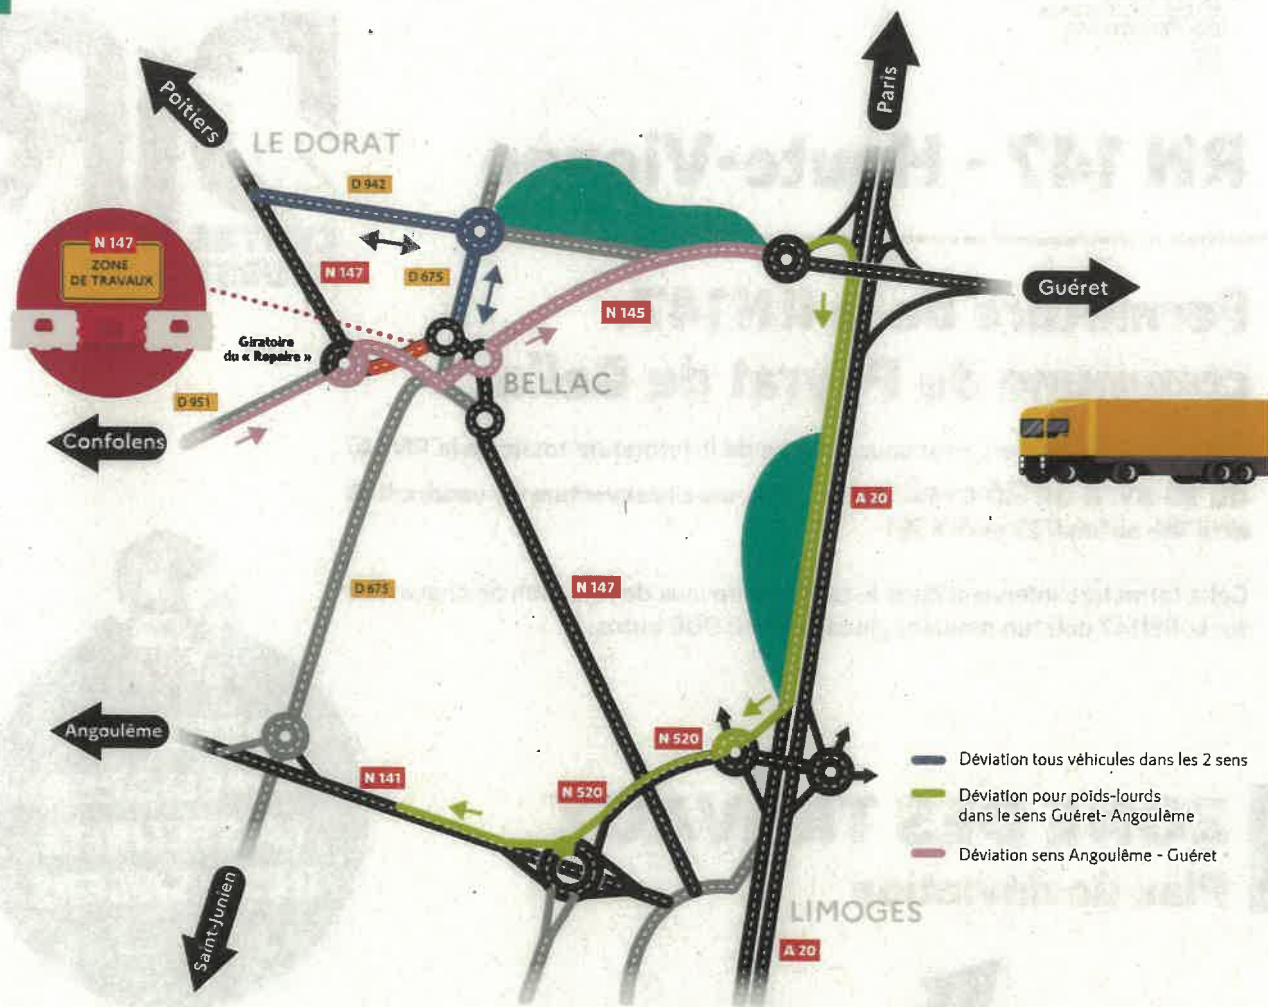 Paris
Poitiers
LE DORAT
D 942
N 147
ZONE
DE TRAVAUX
N 147
D 675
Guéret
N 145
Giratoire
du « Repaire »
BELLAC
D 951
Confolens
A 20
D 675
N 147
Angoulême
N 520
N 141
N 520
Déviation tous véhicules dans les 2 sens
Déviation pour poids-lourds
dans le sens Guéret- Angoulême
Déviation sens Angoulême - Guéret
LIMOGES
Saint-Junien
A 20